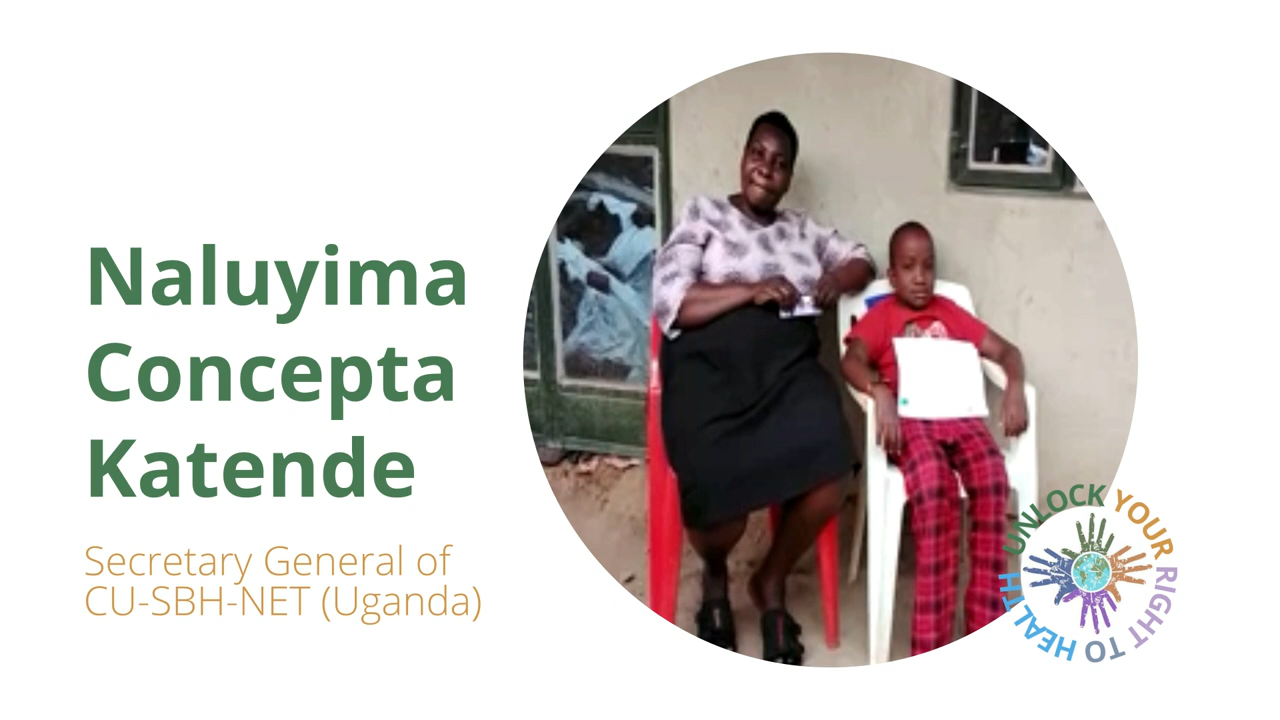 Naluyima
Concepta
Katende
Secretary General of
CU-SBH-NET (Uganda)
UNLOCK YOUR RIGHT TO HEALTH